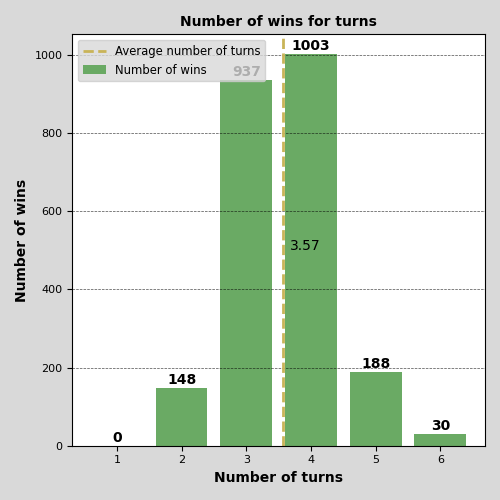 Number of wins for turns
Average number of turns
Number of wins
Number of wins
1000
800
600
400
200
0
0
148
937
1003
188
30
3.57
1 2 3 4 5 6
Number of turns